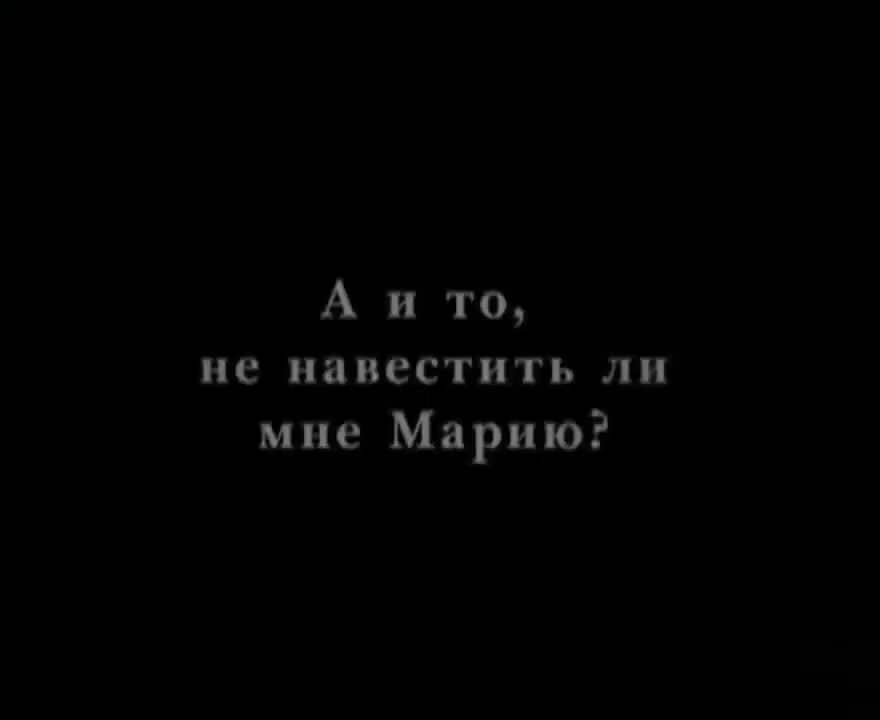 А и то,
не навестить ли
мне Марию?